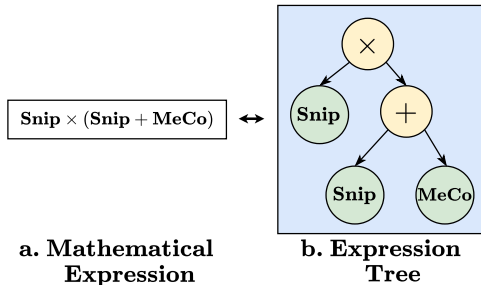 ×
Snip
+
Snip × (Snip + MeCo)
Snip
MeCo
a. Mathematical
Expression
b. Expression
Tree